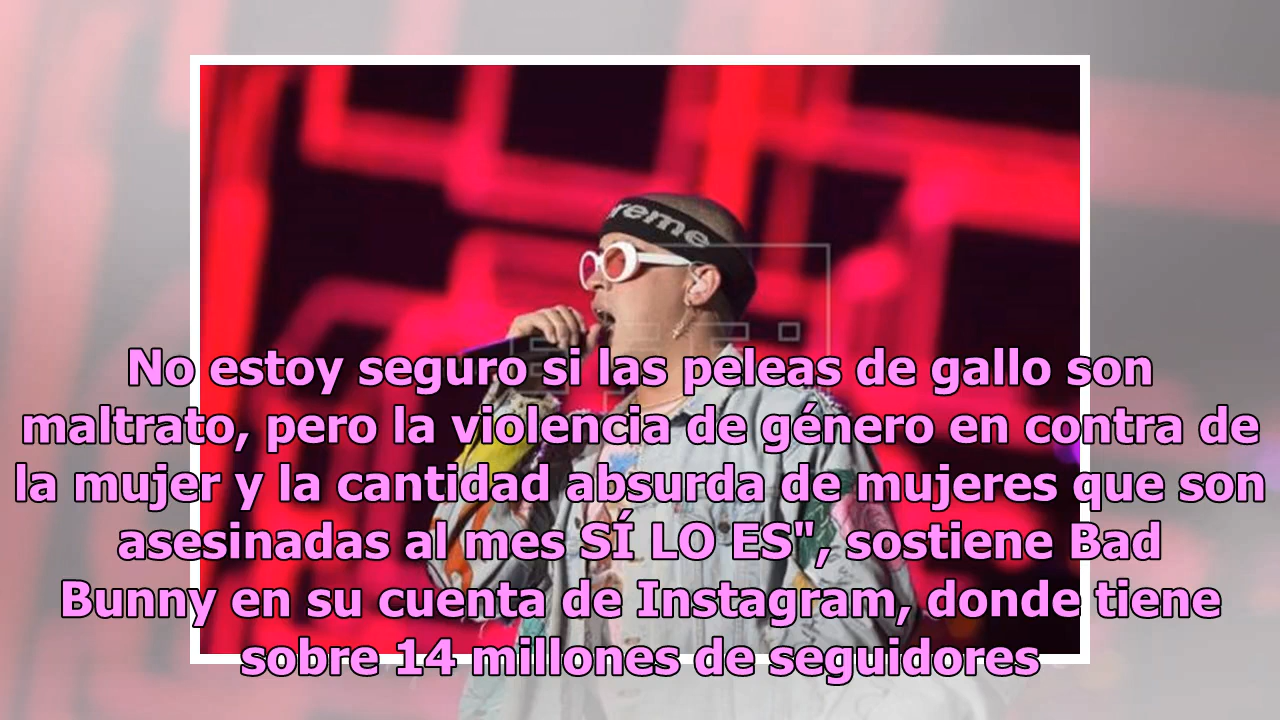 reme
No estoy seguro si las peleas de gallo son
maltrato, pero la violencia de género en contra de
la mujer y la cantidad absurda de mujeres que son
asesinadas al mes SÍ LO ES", sostiene Bad
Bunny en su cuenta de Instagram, donde tiene
sobre 14 millones de seguidores